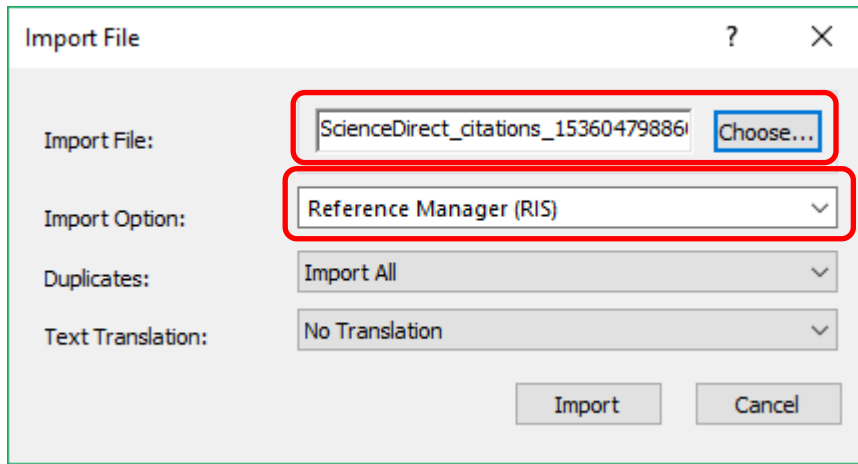 Import File
?
Import File:
ScienceDirect_citations_15360479886
Choose...
Import Option:
Reference Manager (RIS)
Duplicates:
Import All
Text Translation:
No Translation
Import
Cancel